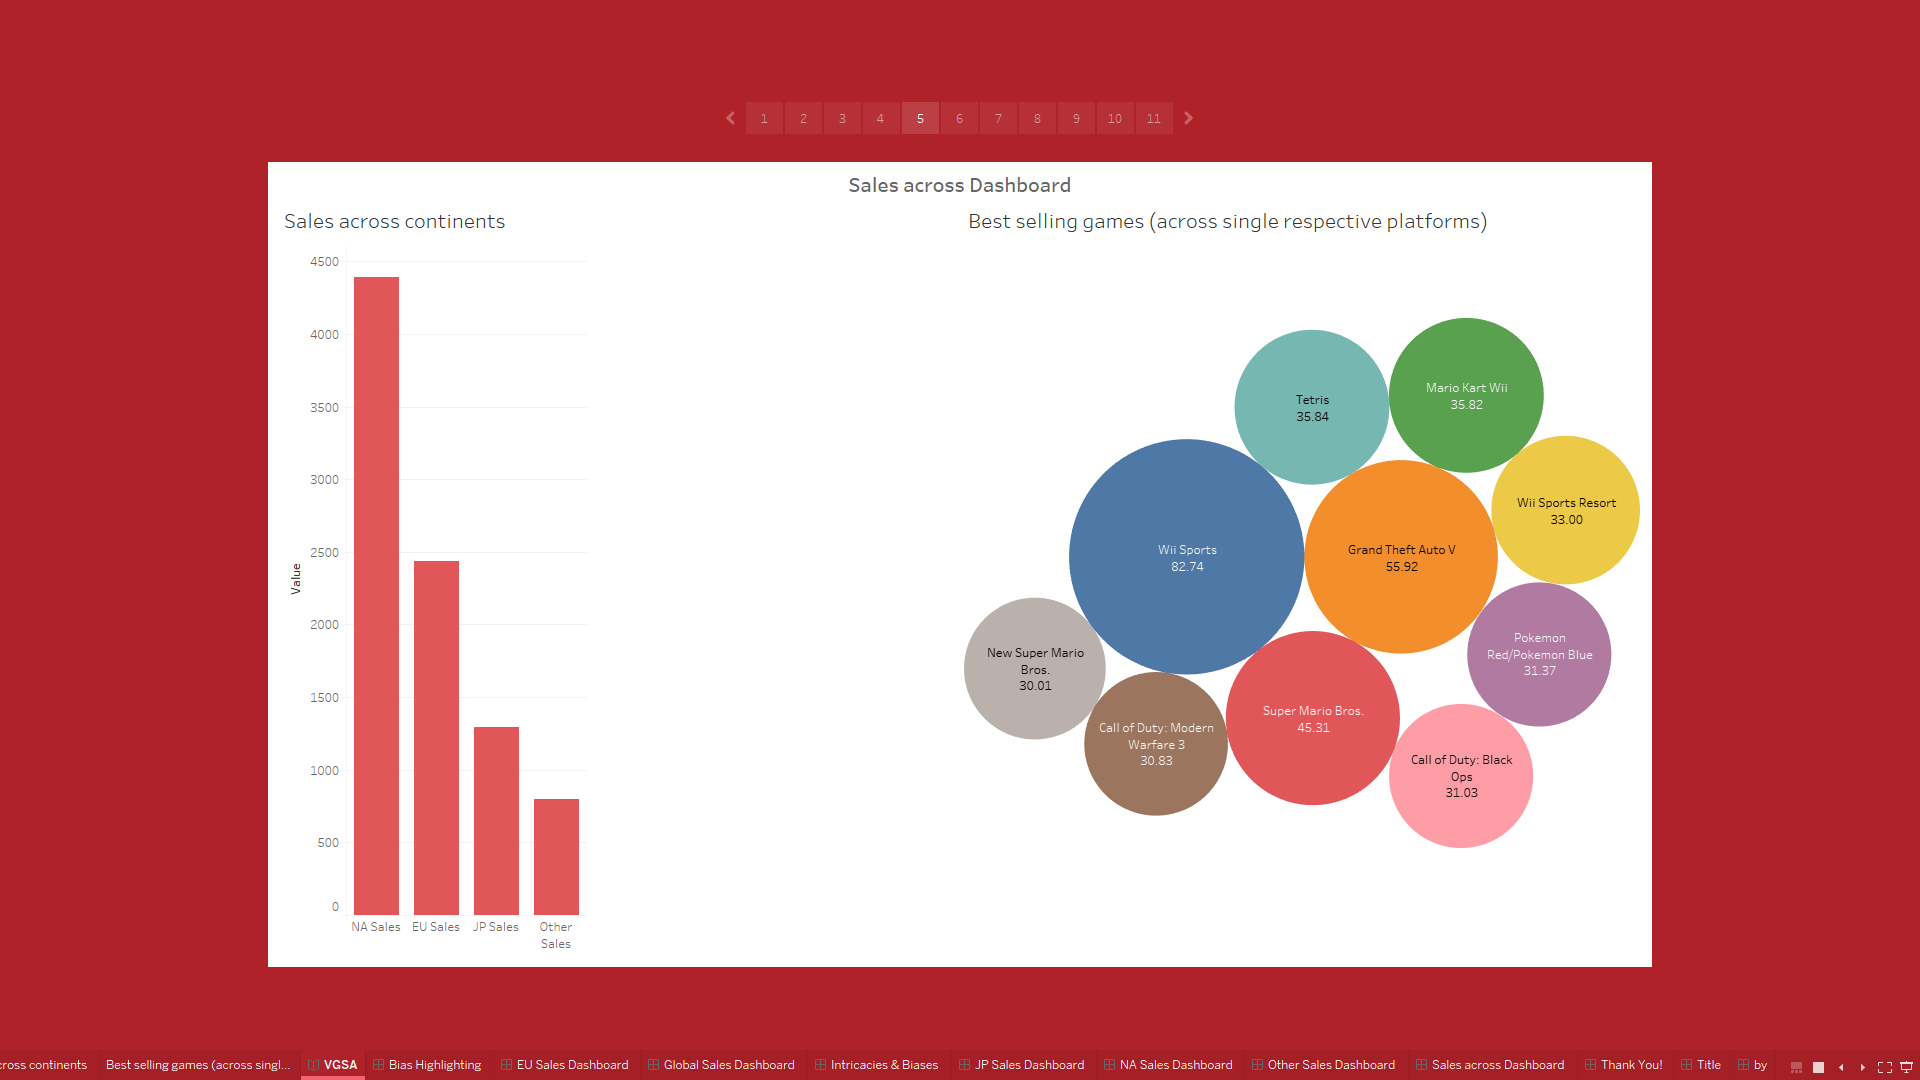 1 2 3 4 5 6 7 8 9 10 11
Sales across Dashboard
Sales across continents
4500
4000
3500
3000
2500
2000
1500
1000
500
0
Value
NA Sales EU Sales JP Sales Other
Sales
Best selling games (across single respective platforms)
Tetris
35.84
Mario Kart Wii
35.82
Wii Sports Resort
33.00
Wii Sports
82.74
Grand Theft Auto V
55.92
Pokemon
Red/Pokemon Blue
31.37
New Super Mario
Bros.
30.01
Call of Duty: Modern
Warfare 3
30.83
Super Mario Bros.
45.31
Call of Duty: Black
Ops
31.03
cross continents Best selling games (across singl... VGSA Bias Highlighting EU Sales Dashboard Global Sales Dashboard Intricacies & Biases JP Sales Dashboard NA Sales Dashboard Other Sales Dashboard Sales across Dashboard Thank You! Title by